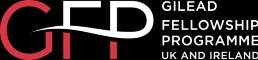 GFP
GILEAD
FELLOWSHIP
PROGRAMME
UK AND IRELAND